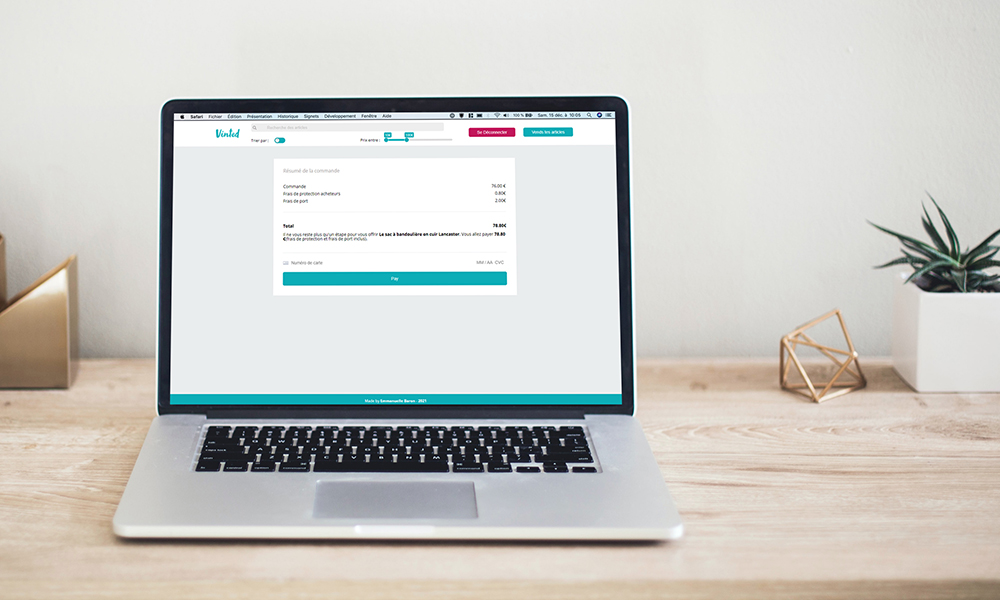 Safari Fichier Édition Présentation Historique Signets Développement Fenêtre Aide 100 % Sam. 15 déc. à 10:05
Vinted
Recherche des articles
Se Déconnecter
Vends tes articles
Trier par :
Prix entre :
Résumé de la commande
Commande 76.00 €
Frais de protection acheteurs 0.80€
Frais de port 2.00€
Total 78.80€
Il ne vous reste plus qu'un étape pour vous offrir Le sac à bandoulière en cuir Lancaster. Vous allez payer 78.80
€(frais de protection et frais de port inclus).
Numéro de carte MM / AA CVC
Pay
Made by Emmanuelle Baron - 2021